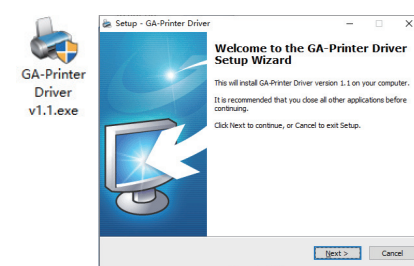 GA-Printer
Driver
v1.1.exe
Setup - GA-Printer Driver
Welcome to the GA-Printer Driver
Setup Wizard
This will install GA-Printer Driver version 1.1 on your computer.
It is recommended that you close all other applications before
continuing.
Click Next to continue, or Cancel to exit Setup.
Next >
Cancel